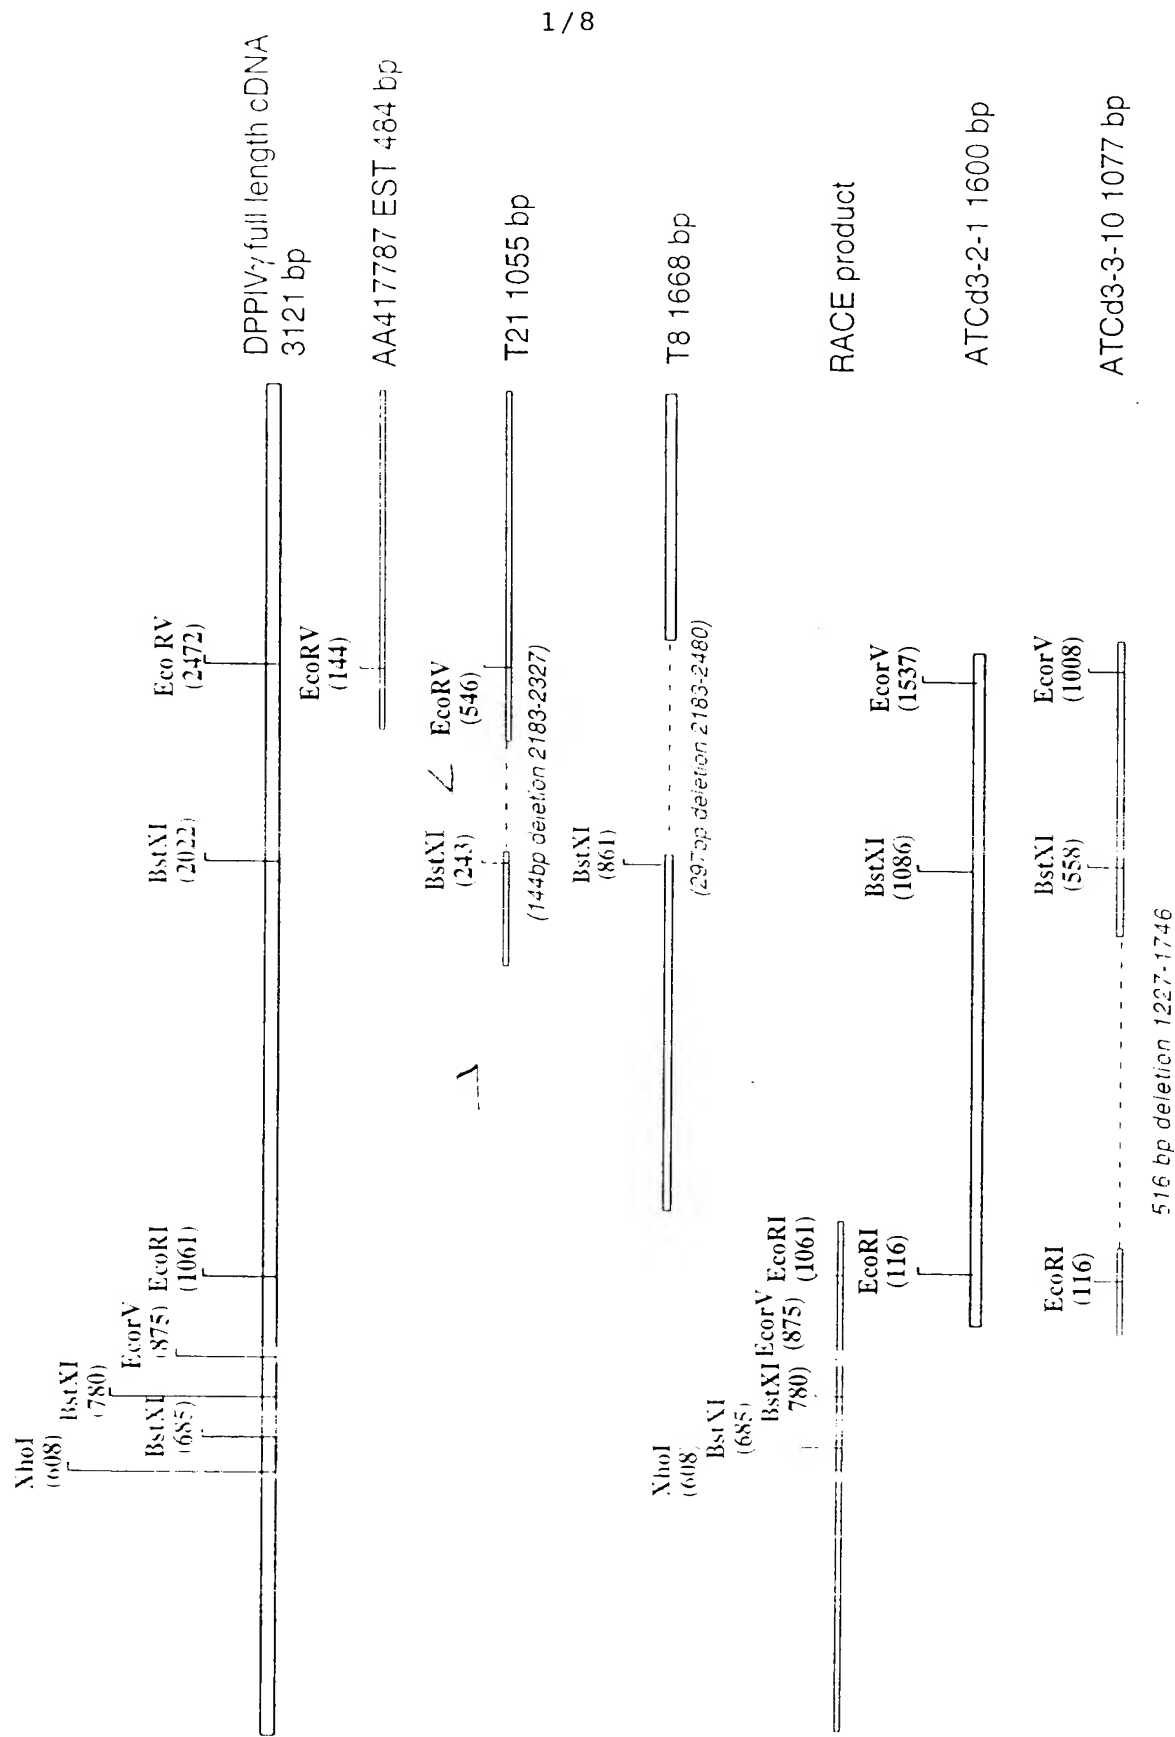 1/8
XhoI
(608)
BstXI
(780)
BstXI
(685)
EcorV
(875)
EcoRI
(1061)
BstXI
(2022)
Eco RV
(2472)
DPPIVγ full length cDNA
3121 bp
EcoRV
(144)
AA417787 EST 484 bp
BstXI
(243)
EcoRV
(546)
(144bp deletion 2183-2327)
T21 1055 bp
BstXI
(861)
(297bp deletion 2183-2480)
T8 1668 bp
XhoI
(608)
BstXI
(685)
BstXI
780)
EcorV
(875)
EcoRI
(1061)
RACE product
EcoRI
(116)
BstXI
(1086)
EcorV
(1537)
ATCd3-2-1 1600 bp
EcoRI
(116)
BstXI
(558)
EcorV
(1008)
516 bp deletion 1227-1746
ATCd3-3-10 1077 bp